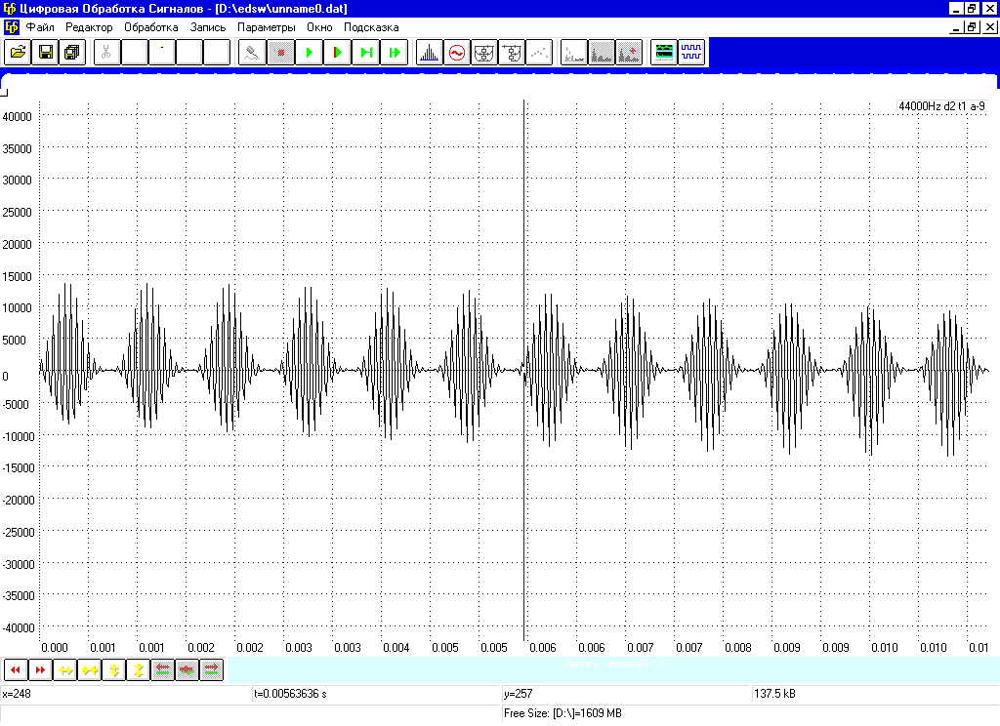 Цифровая Обработка Сигналов - [D:\edsw\unname0.dat]
Файл Редактор Обработка Запись Параметры Окно Подсказка
44000Hz d2 t1 a-9
40000
35000
30000
25000
20000
15000
10000
5000
0
-5000
-10000
-15000
-20000
-25000
-30000
-35000
-40000
0.000 0.001 0.001 0.002 0.002 0.003 0.003 0.004 0.005 0.005 0.006 0.006 0.007 0.007 0.008 0.009 0.009 0.010 0.010 0.01
Запись: unname0.dat
x=248 t=0.00563636 s y=257 137.5 kB
Free Size: [D:\]=1609 MB